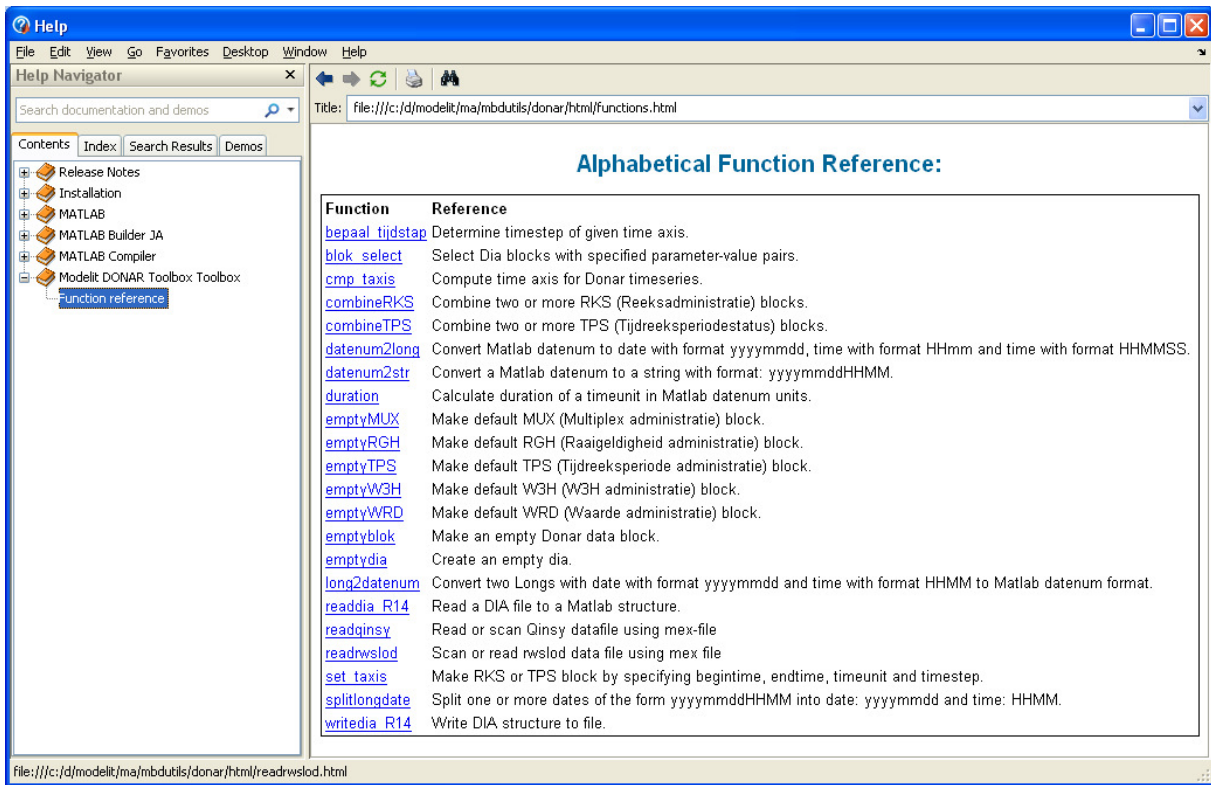 Help
File Edit View Go Favorites Desktop Window Help
Help Navigator
Search documentation and demos
Contents Index Search Results Demos
Release Notes
Installation
MATLAB
MATLAB Builder JA
MATLAB Compiler
Modelit DONAR Toolbox Toolbox
Function reference
Title: file:///c:/d/modelit/ma/mbdutils/donar/html/functions.html
Alphabetical Function Reference:
Function Reference
bepaal_tijdstap Determine timestep of given time axis.
blok_select Select Dia blocks with specified parameter-value pairs.
cmp_taxis Compute time axis for Donar timeseries.
combineRKS Combine two or more RKS (Reeksadministratie) blocks.
combineTPS Combine two or more TPS (Tijdreeksperiodestatus) blocks.
datenum2long Convert Matlab datenum to date with format yyyymmdd, time with format HHmm and time with format HHMMSS.
datenum2str Convert a Matlab datenum to a string with format: yyyymmddHHMM.
duration Calculate duration of a timeunit in Matlab datenum units.
emptyMUX Make default MUX (Multiplex administratie) block.
emptyRGH Make default RGH (Raaigeldigheid administratie) block.
emptyTPS Make default TPS (Tijdreeksperiode administratie) block.
emptyW3H Make default W3H (W3H administratie) block.
emptyWRD Make default WRD (Waarde administratie) block.
emptyblok Make an empty Donar data block.
emptydia Create an empty dia.
long2datenum Convert two Longs with date with format yyyymmdd and time with format HHMM to Matlab datenum format.
readdia_R14 Read a DIA file to a Matlab structure.
readqinsy Read or scan Qinsy datafile using mex-file
readrwslod Scan or read rwslod data file using mex file
set_taxis Make RKS or TPS block by specifying begintime, endtime, timeunit and timestep.
splitlongdate Split one or more dates of the form yyyymmddHHMM into date: yyyymmdd and time: HHMM.
writedia_R14 Write DIA structure to file.
file:///c:/d/modelit/ma/mbdutils/donar/html/readrwslod.html